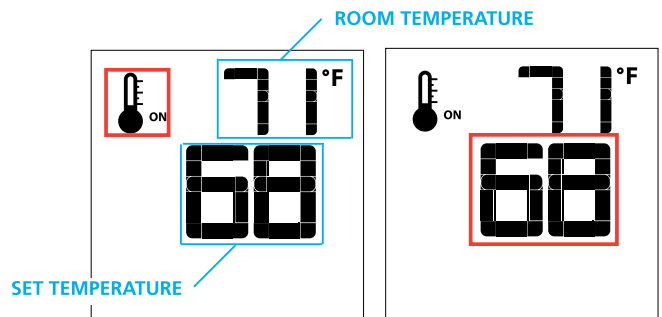 ROOM TEMPERATURE
71°F
ON
68
SET TEMPERATURE
71°F
ON
68